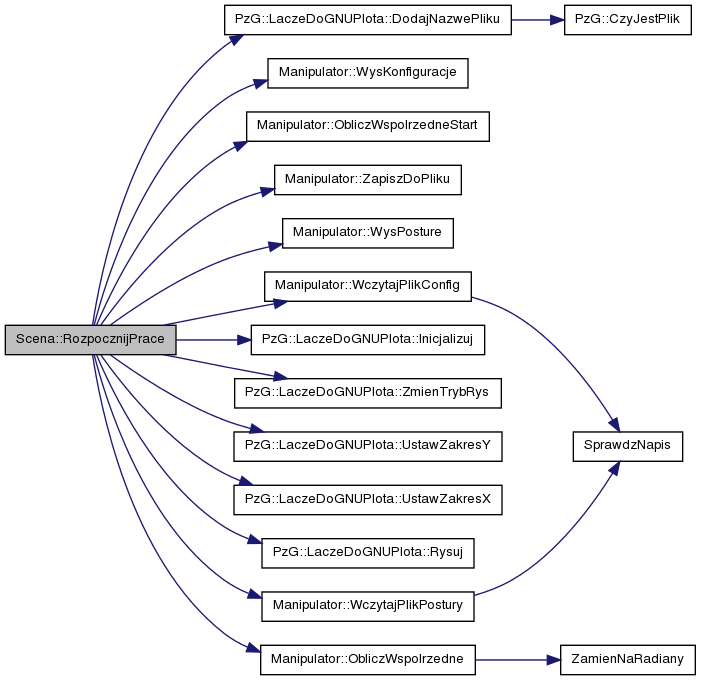 PzG::LaczeDoGNUPlota::DodajNazwePliku
PzG::CzyJestPlik
Manipulator::WysKonfiguracje
Manipulator::ObliczWspolrzedneStart
Manipulator::ZapiszDoPliku
Manipulator::WysPosture
Manipulator::WczytajPlikConfig
Scena::RozpocznijPrace
PzG::LaczeDoGNUPlota::Inicjalizuj
PzG::LaczeDoGNUPlota::ZmienTrybRys
PzG::LaczeDoGNUPlota::UstawZakresY
SprawdzNapis
PzG::LaczeDoGNUPlota::UstawZakresX
PzG::LaczeDoGNUPlota::Rysuj
Manipulator::WczytajPlikPostury
Manipulator::ObliczWspolrzedne
ZamienNaRadiany